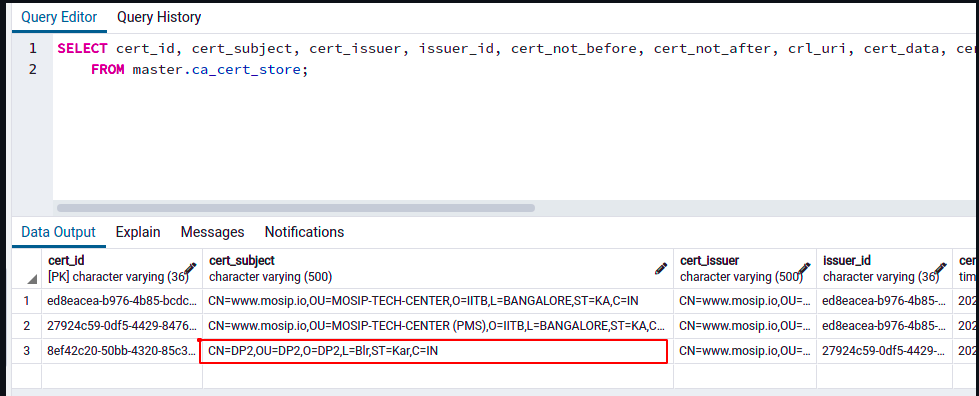 Query Editor Query History
1 SELECT cert_id, cert_subject, cert_issuer, issuer_id, cert_not_before, cert_not_after, crl_uri, cert_data, cer
2 FROM master.ca_cert_store;
Data Output Explain Messages Notifications
cert_id cert_subject cert_issuer issuer_id cer
[PK] character varying (36) character varying (500) character varying (500) character varying (36) tim
1 ed8eacea-b976-4b85-bcdc... CN=www.mosip.io,OU=MOSIP-TECH-CENTER,O=IITB,L=BANGALORE,ST=KA,C=IN CN=www.mosip.io,OU=... ed8eacea-b976-4b85-... 202
2 27924c59-0df5-4429-8476... CN=www.mosip.io,OU=MOSIP-TECH-CENTER (PMS),O=IITB,L=BANGALORE,ST=KA,C... CN=www.mosip.io,OU=... ed8eacea-b976-4b85-... 202
3 8ef42c20-50bb-4320-85c3... CN=DP2,OU=DP2,O=DP2,L=Blr,ST=Kar,C=IN CN=www.mosip.io,OU=... 27924c59-0df5-4429-... 202